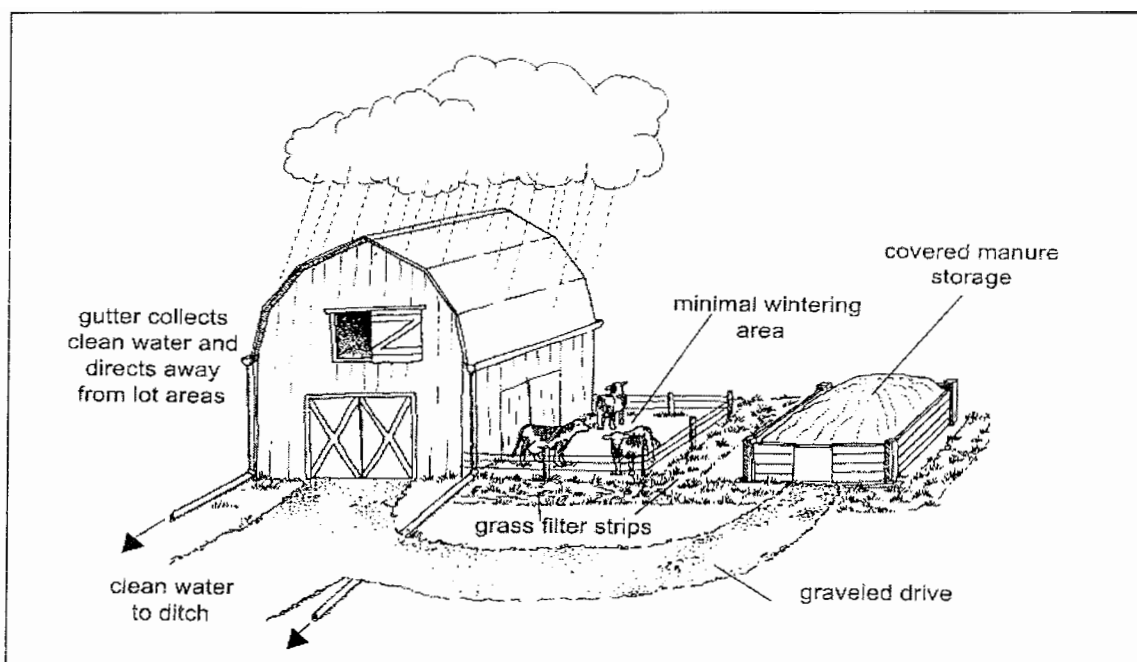 covered manure
storage
minimal wintering
area
gutter collects
clean water and
directs away
from lot areas
grass filter strips
clean water
to ditch
graveled drive